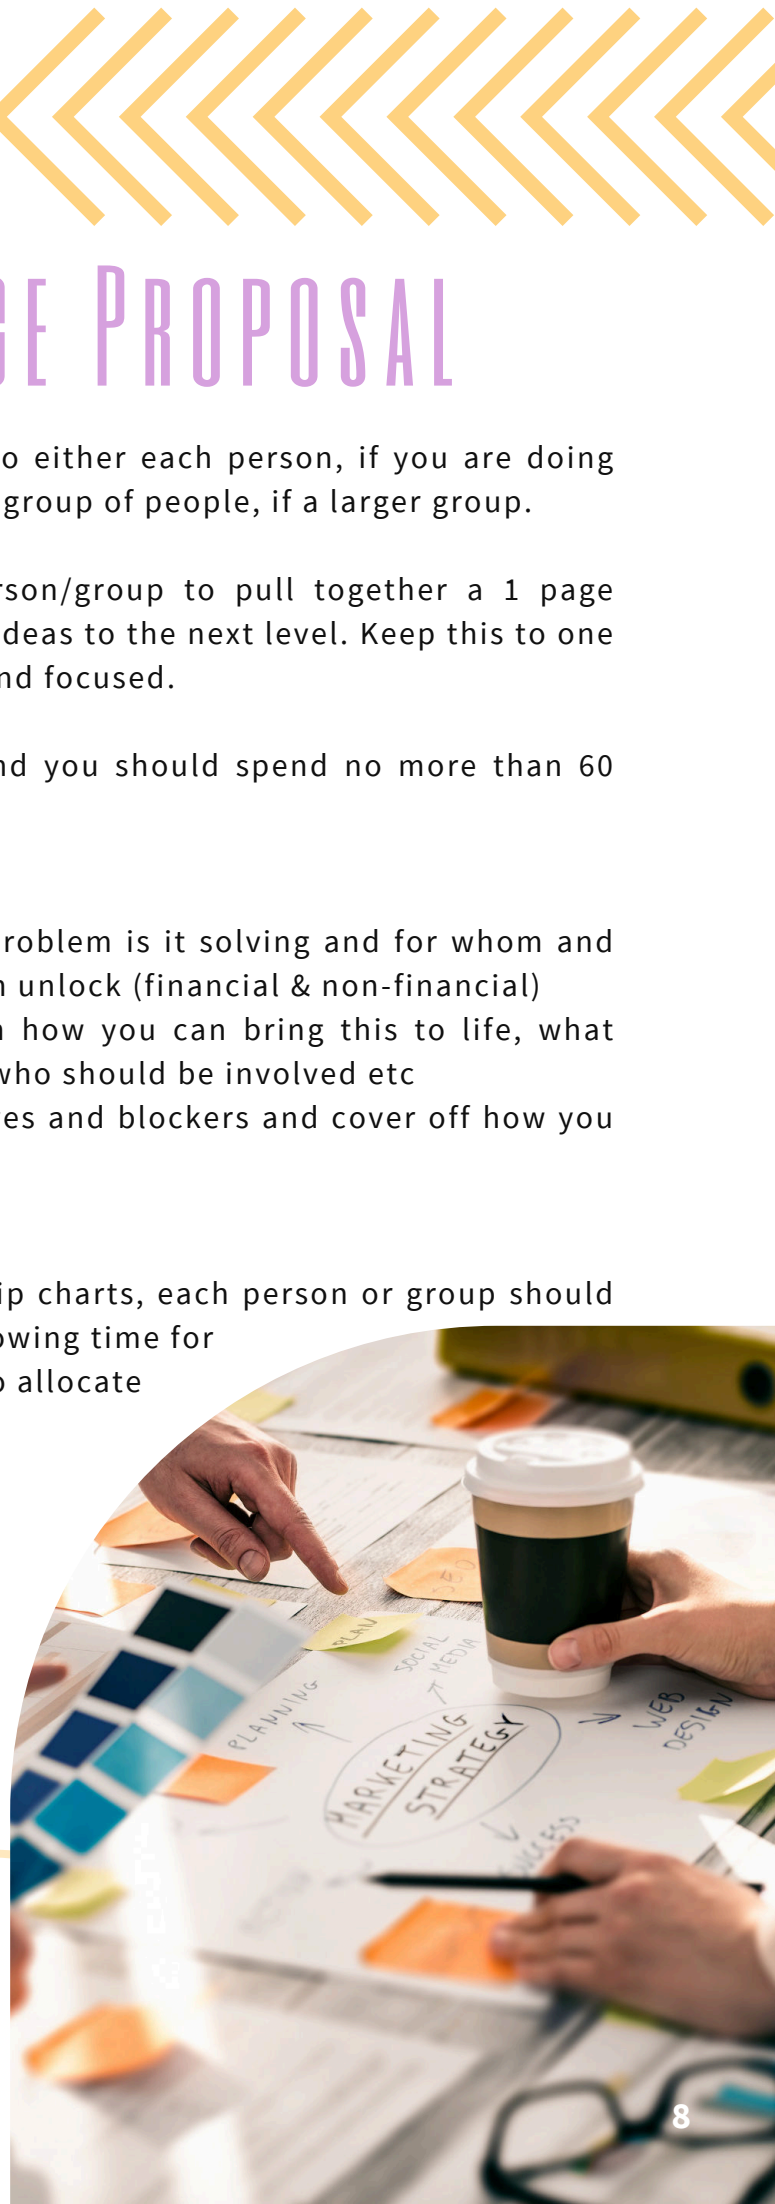 GE PROPOSAL
o either each person, if you are doing
group of people, if a larger group.
rson/group to pull together a 1 page
deas to the next level. Keep this to one
nd focused.
nd you should spend no more than 60
roblem is it solving and for whom and
n unlock (financial & non-financial)
n how you can bring this to life, what
who should be involved etc
es and blockers and cover off how you
ip charts, each person or group should
owing time for
o allocate
SEO
PLAN
SOCIAL
MEDIA
PLANNING
WEB
DESIGN
MARKETING
STRATEGY
SUCCESS
8